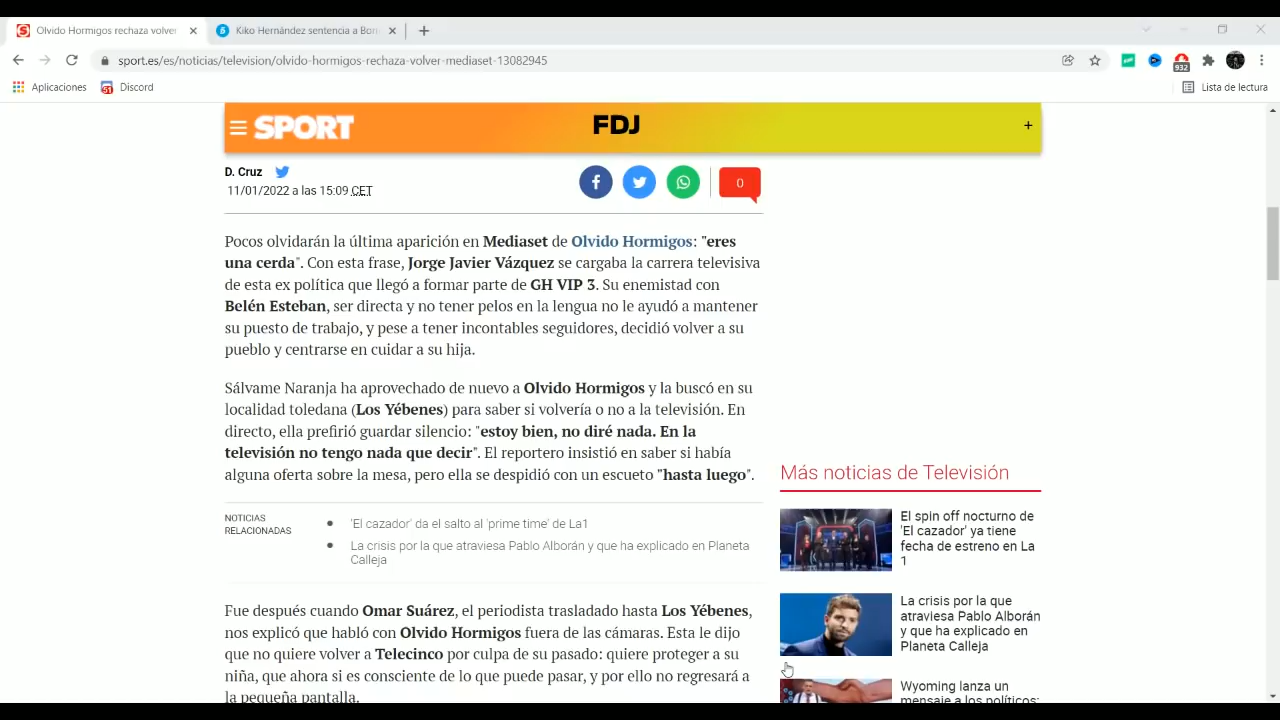 Olvido Hormigos rechaza volver
Kiko Hernández sentencia a Bor
sport.es/es/noticias/television/olvido-hormigos-rechaza-volver-mediaset-13082945
932
Aplicaciones
Discord
Lista de lectura
SPORT
FDJ
+
D. Cruz
11/01/2022 a las 15:09 CET
0
Pocos olvidarán la última aparición en Mediaset de Olvido Hormigos: "eres
una cerda". Con esta frase, Jorge Javier Vázquez se cargaba la carrera televisiva
de esta ex política que llegó a formar parte de GH VIP 3. Su enemistad con
Belén Esteban, ser directa y no tener pelos en la lengua no le ayudó a mantener
su puesto de trabajo, y pese a tener incontables seguidores, decidió volver a su
pueblo y centrarse en cuidar a su hija.
Sálvame Naranja ha aprovechado de nuevo a Olvido Hormigos y la buscó en su
localidad toledana (Los Yébenes) para saber si volvería o no a la televisión. En
directo, ella prefirió guardar silencio: "estoy bien, no diré nada. En la
televisión no tengo nada que decir". El reportero insistió en saber si había
alguna oferta sobre la mesa, pero ella se despidió con un escueto "hasta luego".
NOTICIAS
RELACIONADAS
'El cazador' da el salto al 'prime time' de La1
La crisis por la que atraviesa Pablo Alborán y que ha explicado en Planeta
Calleja
Fue después cuando Omar Suárez, el periodista trasladado hasta Los Yébenes,
nos explicó que habló con Olvido Hormigos fuera de las cámaras. Esta le dijo
que no quiere volver a Telecinco por culpa de su pasado: quiere proteger a su
niña, que ahora si es consciente de lo que puede pasar, y por ello no regresará a
la pequeña pantalla.
Más noticias de Televisión
El spin off nocturno de
'El cazador' ya tiene
fecha de estreno en La
1
La crisis por la que
atraviesa Pablo Alborán
y que ha explicado en
Planeta Calleja
Wyoming lanza un
mensaje a los políticos: